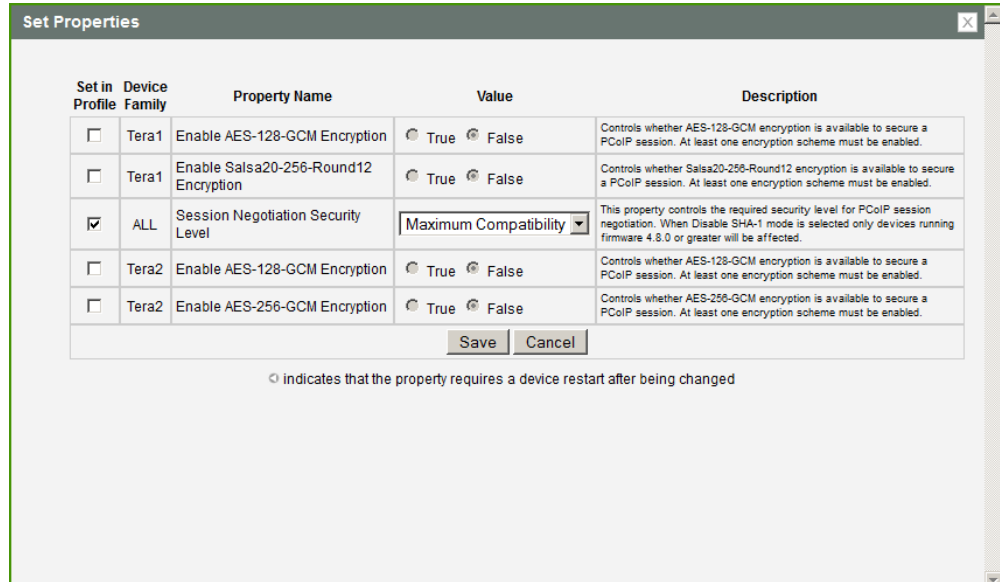 Set Properties
X
Set in Profile
Device Family
Property Name
Value
Description
Tera1
Enable AES-128-GCM Encryption
True False
Controls whether AES-128-GCM encryption is available to secure a
PCoIP session. At least one encryption scheme must be enabled.
Tera1
Enable Salsa20-256-Round12
Encryption
True False
Controls whether Salsa20-256-Round12 encryption is available to secure
a PCoIP session. At least one encryption scheme must be enabled.
ALL
Session Negotiation Security
Level
Maximum Compatibility
This property controls the required security level for PCoIP session
negotiation. When Disable SHA-1 mode is selected only devices running
firmware 4.8.0 or greater will be affected.
Tera2
Enable AES-128-GCM Encryption
True False
Controls whether AES-128-GCM encryption is available to secure a
PCoIP session. At least one encryption scheme must be enabled.
Tera2
Enable AES-256-GCM Encryption
True False
Controls whether AES-256-GCM encryption is available to secure a
PCoIP session. At least one encryption scheme must be enabled.
Save
Cancel
indicates that the property requires a device restart after being changed